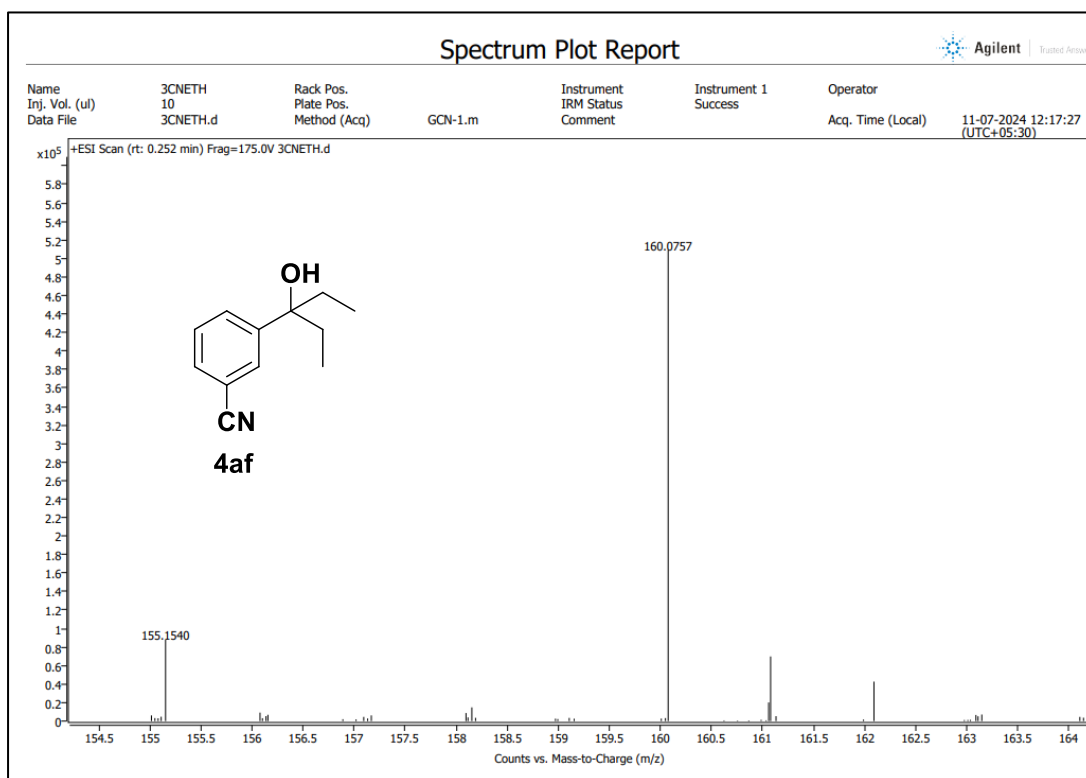 Spectrum Plot Report
Agilent Trusted Answ
Name 3CNETH Rack Pos. Instrument Instrument 1 Operator
Inj. Vol. (ul) 10 Plate Pos. IRM Status Success
Data File 3CNETH.d Method (Acq) GCN-1.m Comment Acq. Time (Local) 11-07-2024 12:17:27
(UTC+05:30)
x10⁵ +ESI Scan (rt: 0.252 min) Frag=175.0V 3CNETH.d
5.8
5.6
5.4
5.2
5
4.8
4.6
4.4
4.2
4
3.8
3.6
3.4
3.2
3
2.8
2.6
2.4
2.2
2
1.8
1.6
1.4
1.2
1
0.8
0.6
0.4
0.2
0
160.0757
155.1540
OH
CN
4af
154.5 155 155.5 156 156.5 157 157.5 158 158.5 159 159.5 160 160.5 161 161.5 162 162.5 163 163.5 164
Counts vs. Mass-to-Charge (m/z)